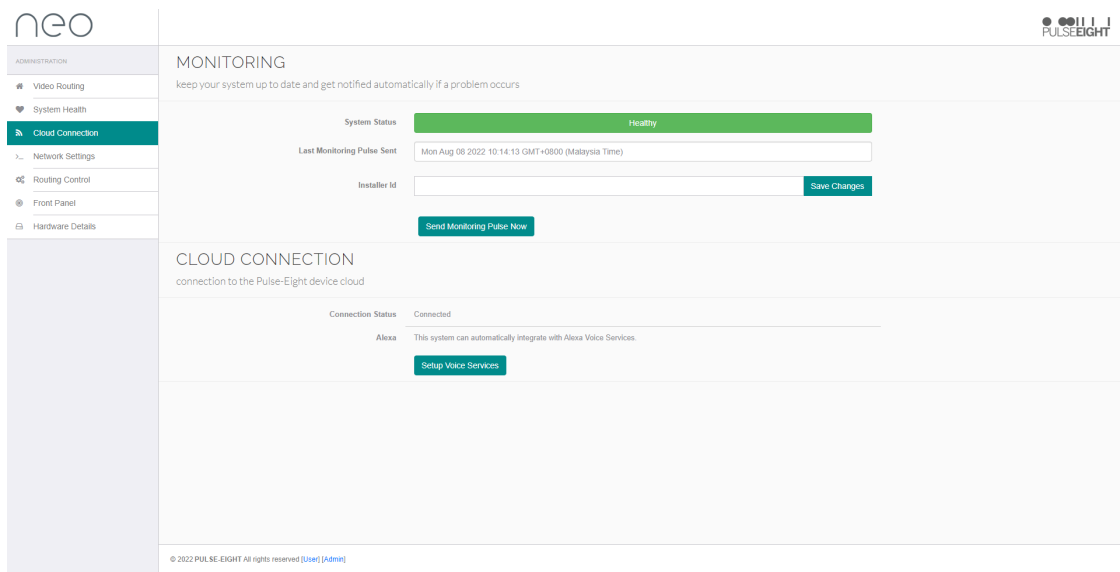 neo
PULSEEIGHT
ADMINISTRATION
Video Routing
System Health
Cloud Connection
Network Settings
Routing Control
Front Panel
Hardware Details
MONITORING
keep your system up to date and get notified automatically if a problem occurs
System Status Healthy
Last Monitoring Pulse Sent Mon Aug 08 2022 10:14:13 GMT+0800 (Malaysia Time)
Installer Id Save Changes
Send Monitoring Pulse Now
CLOUD CONNECTION
connection to the Pulse-Eight device cloud
Connection Status Connected
Alexa This system can automatically integrate with Alexa Voice Services.
Setup Voice Services
© 2022 PULSE-EIGHT All rights reserved [User] [Admin]